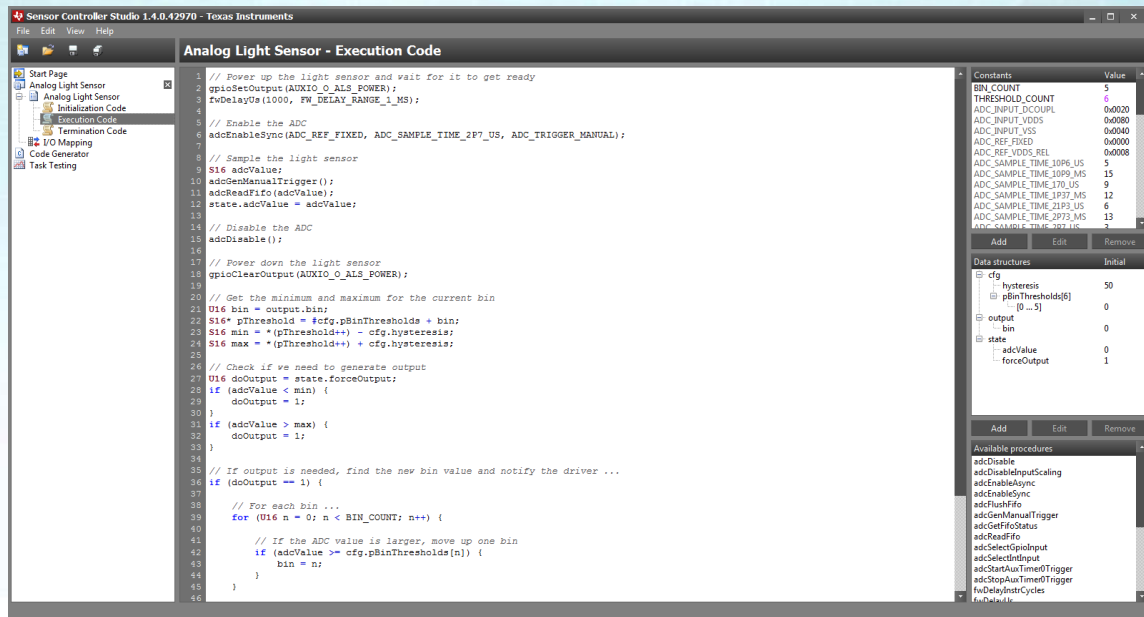 Sensor Controller Studio 1.4.0.42970 - Texas Instruments
File Edit View Help
Analog Light Sensor - Execution Code
Start Page
Analog Light Sensor
Analog Light Sensor
Initialization Code
Execution Code
Termination Code
I/O Mapping
Code Generator
Task Testing
1 // Power up the light sensor and wait for it to get ready
2 gpioSetOutput(AUXIO_O_ALS_POWER);
3 fwDelayUs(1000, FW_DELAY_RANGE_1_MS);
4
5 // Enable the ADC
6 adcEnableSync(ADC_REF_FIXED, ADC_SAMPLE_TIME_2P7_US, ADC_TRIGGER_MANUAL);
7
8 // Sample the light sensor
9 S16 adcValue;
10 adcGenManualTrigger();
11 adcReadFifo(adcValue);
12 state.adcValue = adcValue;
13
14 // Disable the ADC
15 adcDisable();
16
17 // Power down the light sensor
18 gpioClearOutput(AUXIO_O_ALS_POWER);
19
20 // Get the minimum and maximum for the current bin
21 U16 bin = output.bin;
22 S16* pThreshold = #cfg.pBinThresholds + bin;
23 S16 min = *(pThreshold++) - cfg.hysteresis;
24 S16 max = *(pThreshold++) + cfg.hysteresis;
25
26 // Check if we need to generate output
27 U16 doOutput = state.forceOutput;
28 if (adcValue < min) {
29 doOutput = 1;
30 }
31 if (adcValue > max) {
32 doOutput = 1;
33 }
34
35 // If output is needed, find the new bin value and notify the driver ...
36 if (doOutput == 1) {
37
38 // For each bin ...
39 for (U16 n = 0; n < BIN_COUNT; n++) {
40
41 // If the ADC value is larger, move up one bin
42 if (adcValue >= cfg.pBinThresholds[n]) {
43 bin = n;
44 }
45 }
46
Constants Value
BIN_COUNT 5
THRESHOLD_COUNT 6
ADC_INPUT_DCOUPL 0x0020
ADC_INPUT_VDDS 0x0080
ADC_INPUT_VSS 0x0040
ADC_REF_FIXED 0x0000
ADC_REF_VDDS_REL 0x0008
ADC_SAMPLE_TIME_10P6_US 5
ADC_SAMPLE_TIME_10P9_MS 15
ADC_SAMPLE_TIME_170_US 9
ADC_SAMPLE_TIME_1P37_MS 12
ADC_SAMPLE_TIME_21P3_US 6
ADC_SAMPLE_TIME_2P73_MS 13
ADC_SAMPLE_TIME_2P7_US 3
Add Edit Remove
Data structures Initial
cfg
hysteresis 50
pBinThresholds[6]
[0 ... 5] 0
output
bin 0
state
adcValue 0
forceOutput 1
Add Edit Remove
Available procedures
adcDisable
adcDisableInputScaling
adcEnableAsync
adcEnableSync
adcFlushFifo
adcGenManualTrigger
adcGetFifoStatus
adcReadFifo
adcSelectGpioInput
adcSelectIntInput
adcStartAuxTimer0Trigger
adcStopAuxTimer0Trigger
fwDelayInstrCycles
fwDelayUs